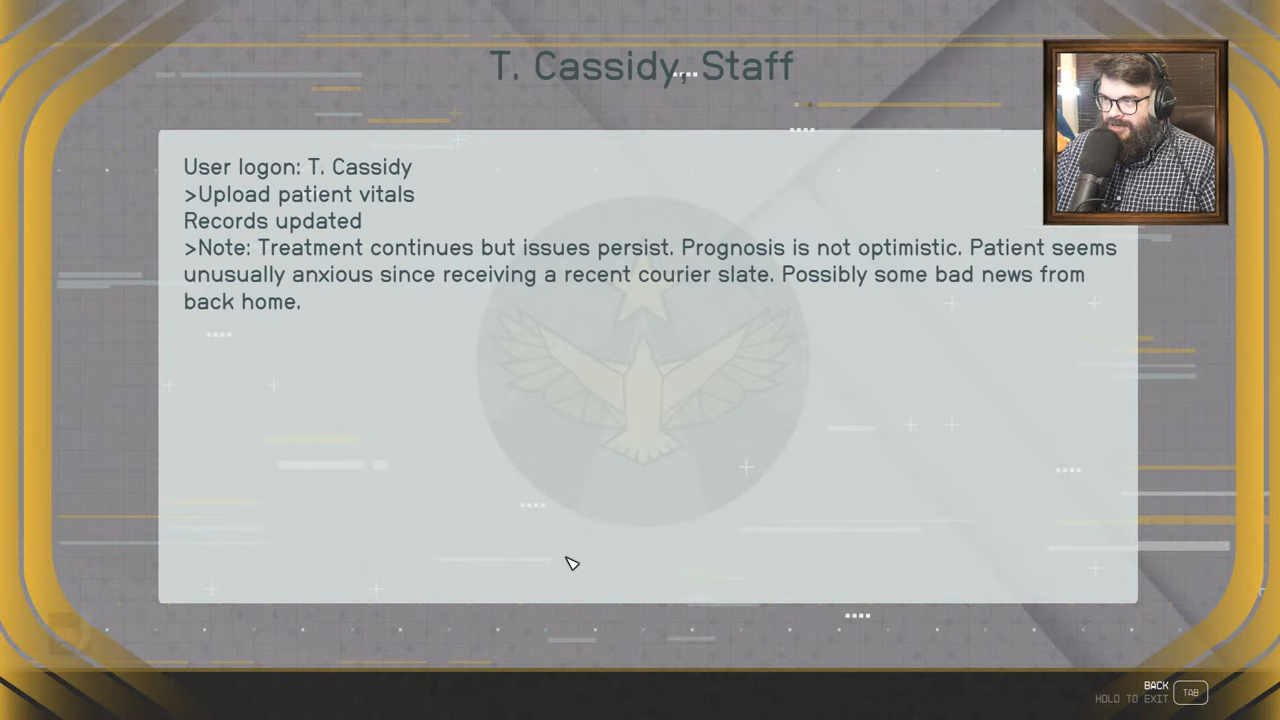 T. Cassidy, Staff
User logon: T. Cassidy
>Upload patient vitals
Records updated
>Note: Treatment continues but issues persist. Prognosis is not optimistic. Patient seems
unusually anxious since receiving a recent courier slate. Possibly some bad news from
back home.
BACK
HOLD TO EXIT
TAB